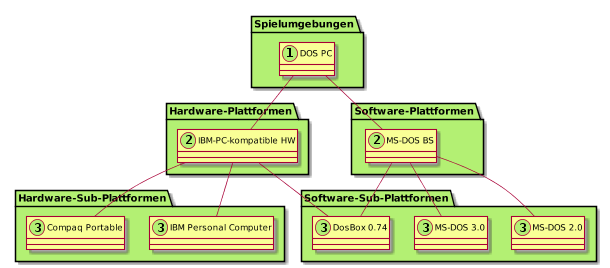 Spielumgebungen
1 DOS PC
Hardware-Plattformen
Software-Plattformen
2 IBM-PC-kompatible HW
2 MS-DOS BS
Hardware-Sub-Plattformen
Software-Sub-Plattformen
3 Compaq Portable
3 IBM Personal Computer
3 DosBox 0.74
3 MS-DOS 3.0
3 MS-DOS 2.0